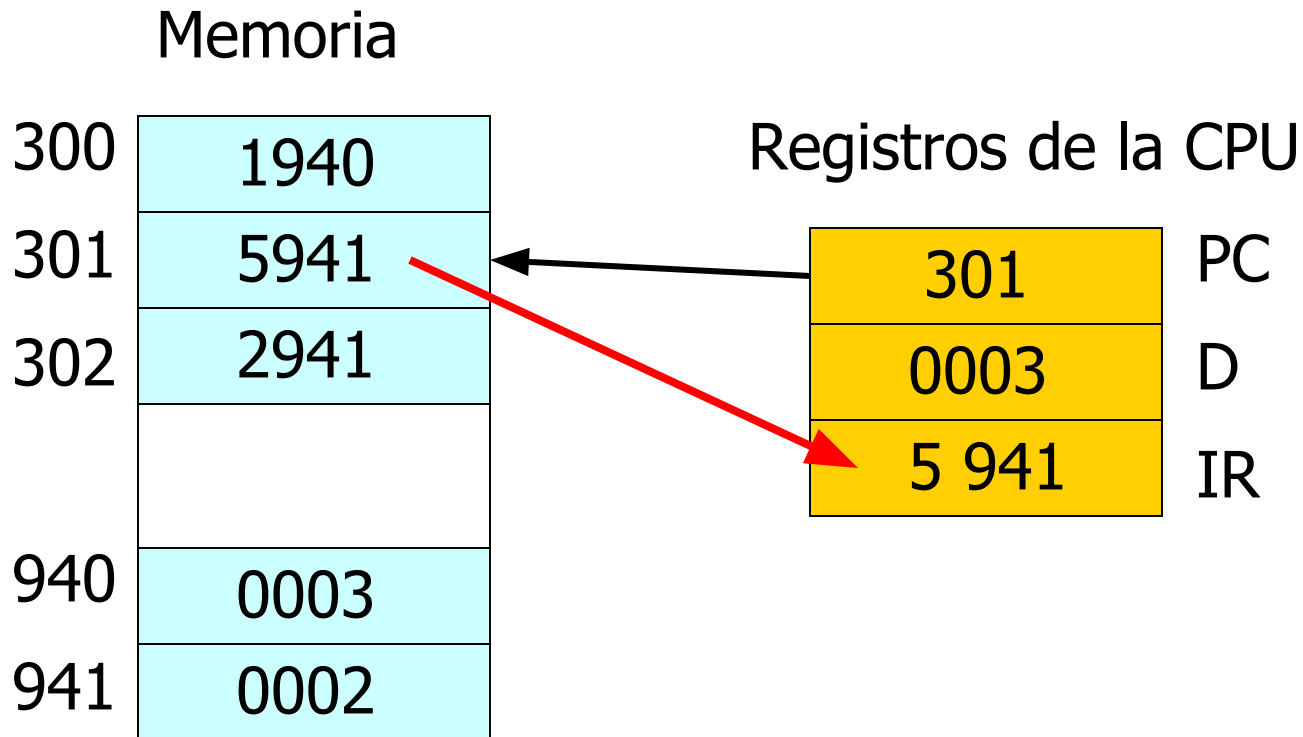 Memoria
300 1940
301 5941
302 2941
940 0003
941 0002
Registros de la CPU
301 PC
0003 D
5 941 IR